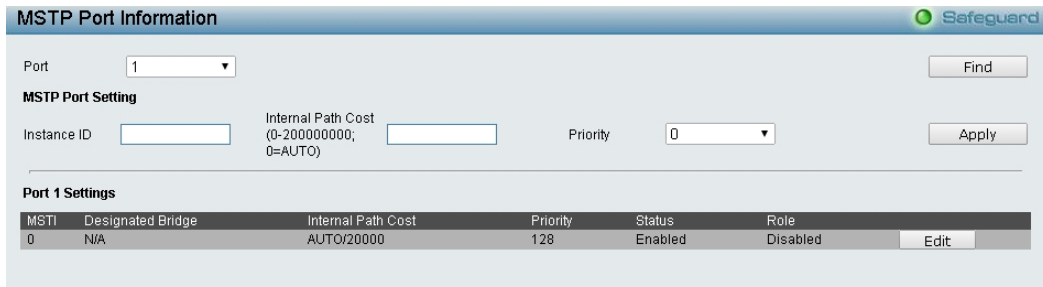 MSTP Port Information
Safeguard
Port 1 Find
MSTP Port Setting
Instance ID
Internal Path Cost
(0-200000000;
0=AUTO)
Priority 0 Apply
Port 1 Settings
MSTI Designated Bridge Internal Path Cost Priority Status Role
0 N/A AUTO/20000 128 Enabled Disabled Edit